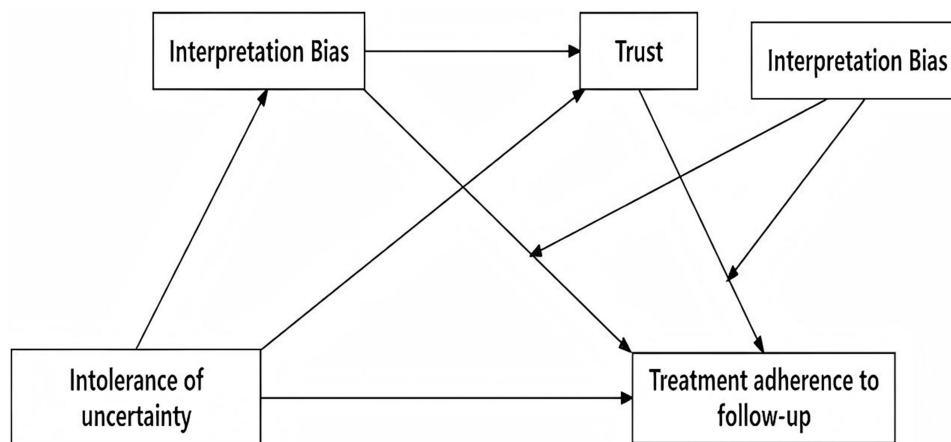 Interpretation Bias
Trust
Interpretation Bias
Intolerance of
uncertainty
Treatment adherence to
follow-up